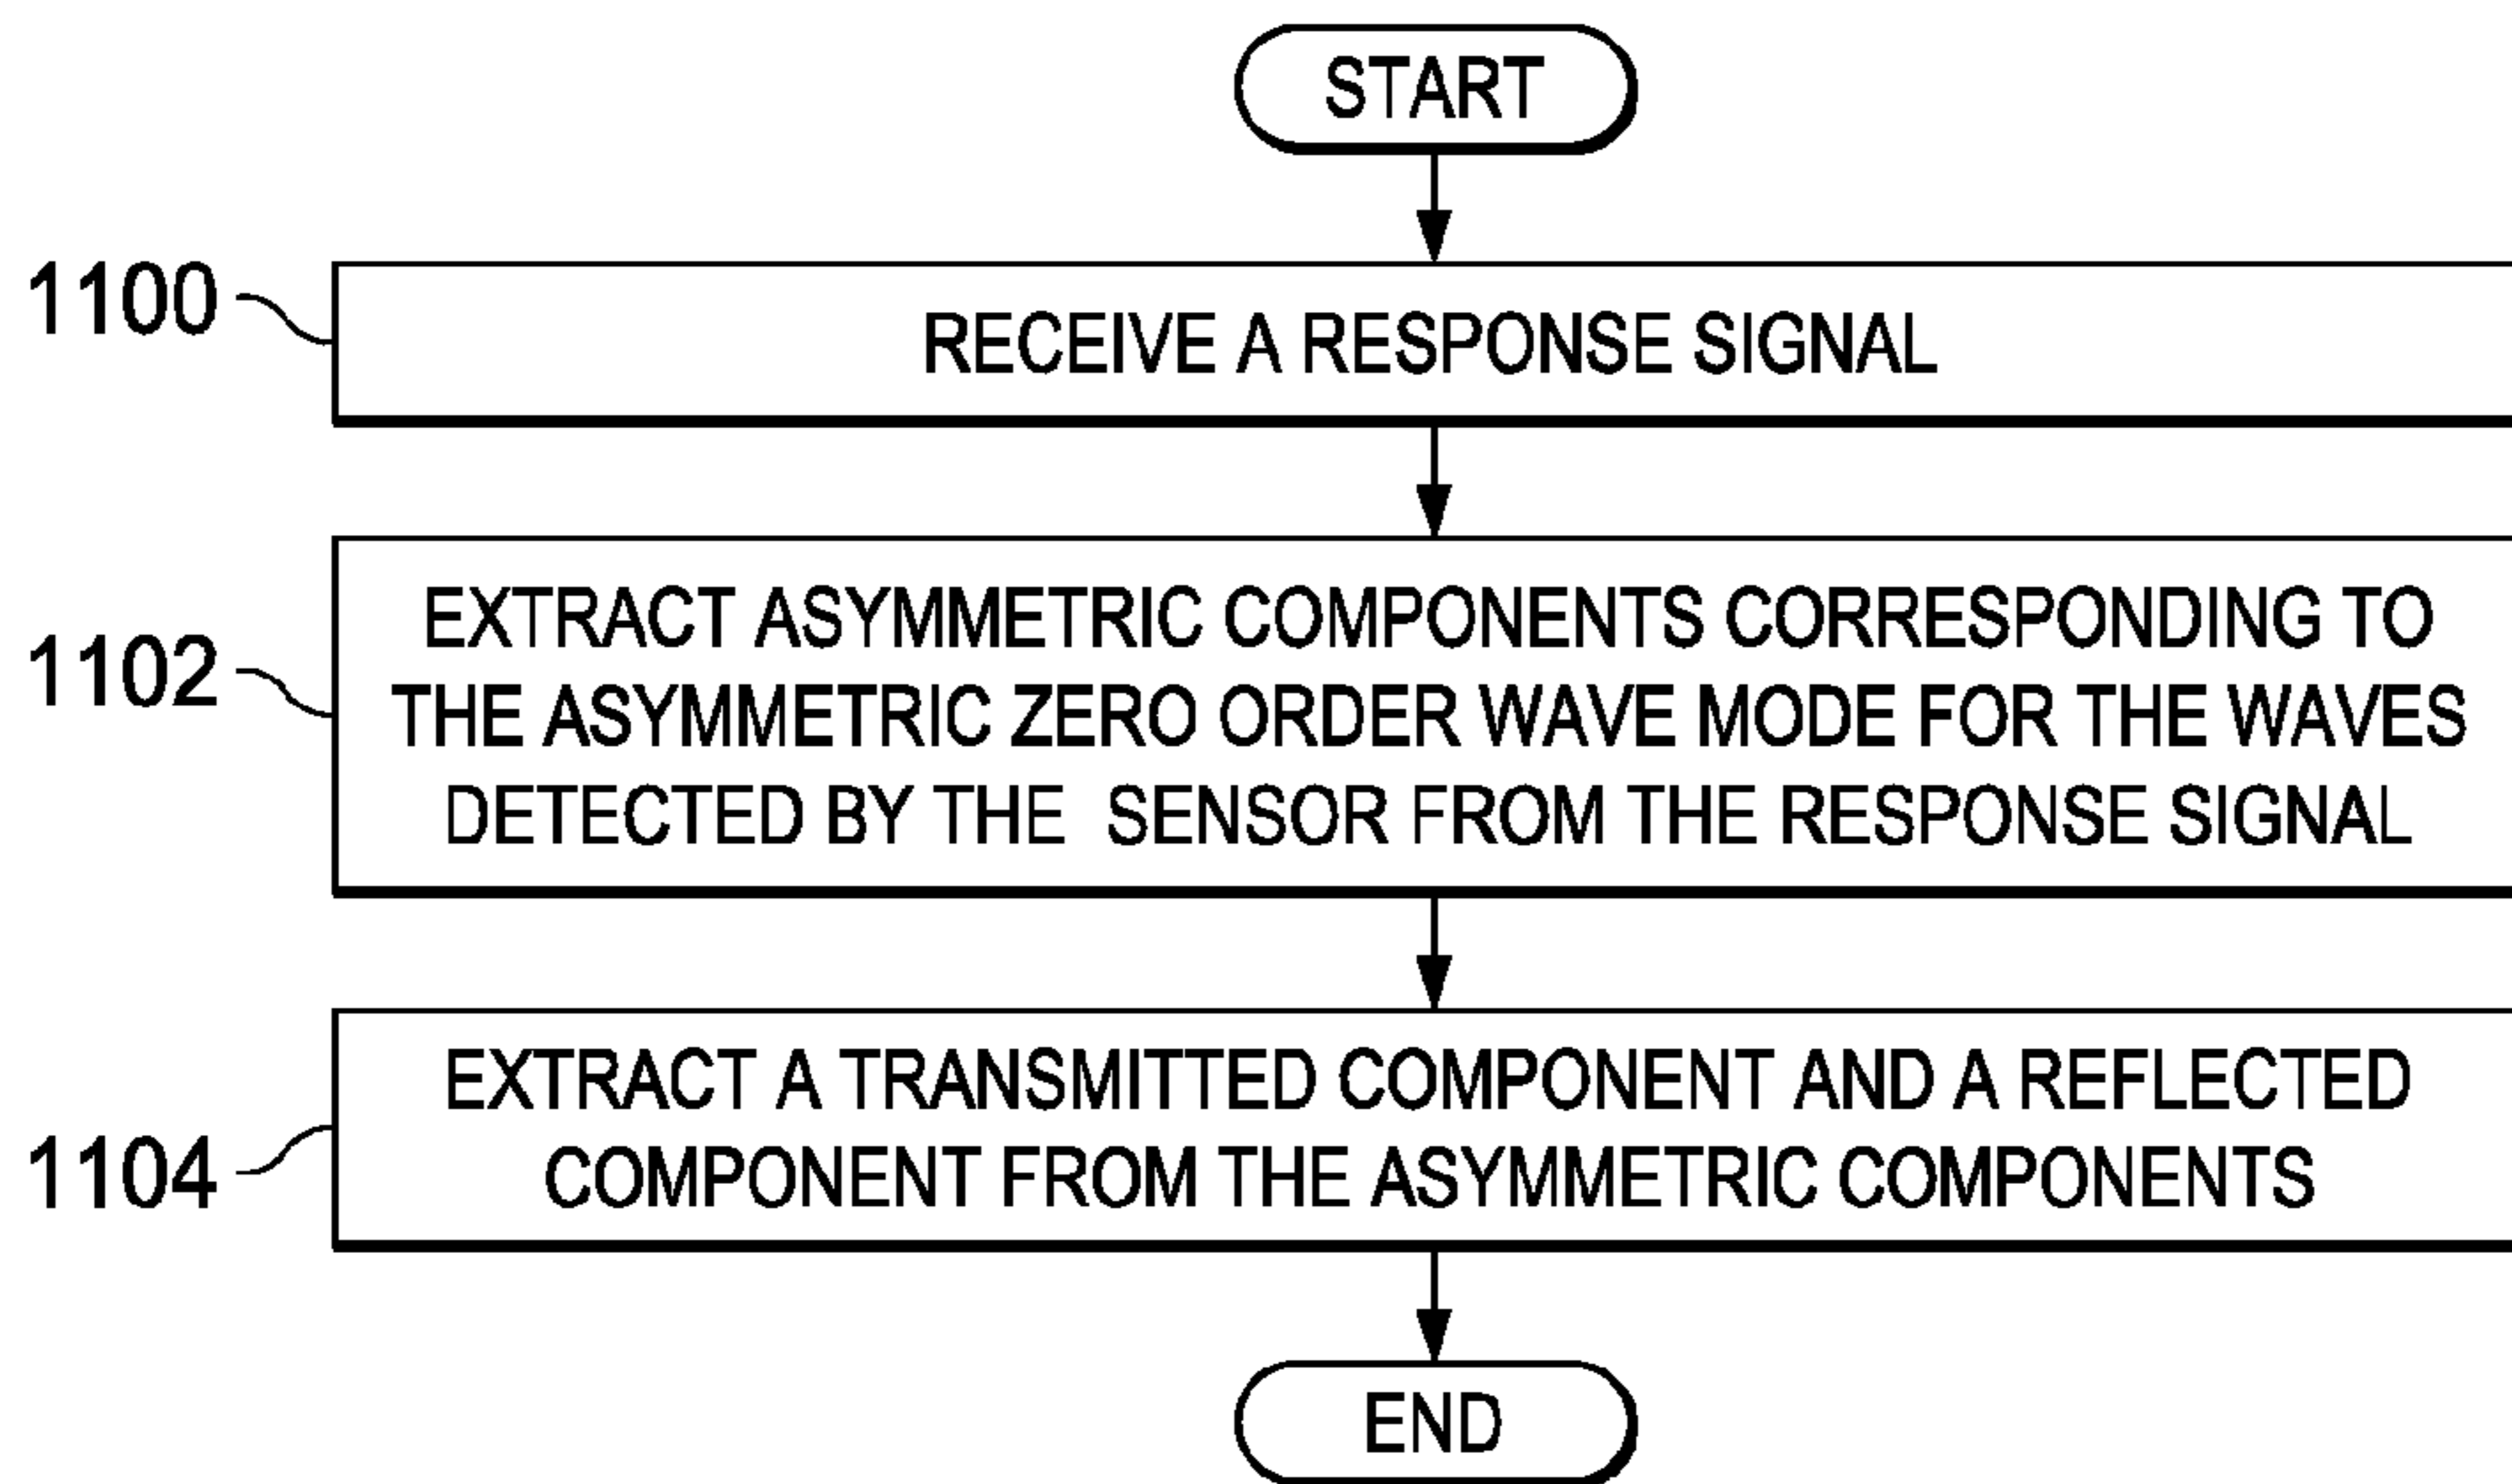 START
1100
RECEIVE A RESPONSE SIGNAL
1102
EXTRACT ASYMMETRIC COMPONENTS CORRESPONDING TO
THE ASYMMETRIC ZERO ORDER WAVE MODE FOR THE WAVES
DETECTED BY THE SENSOR FROM THE RESPONSE SIGNAL
1104
EXTRACT A TRANSMITTED COMPONENT AND A REFLECTED
COMPONENT FROM THE ASYMMETRIC COMPONENTS
END